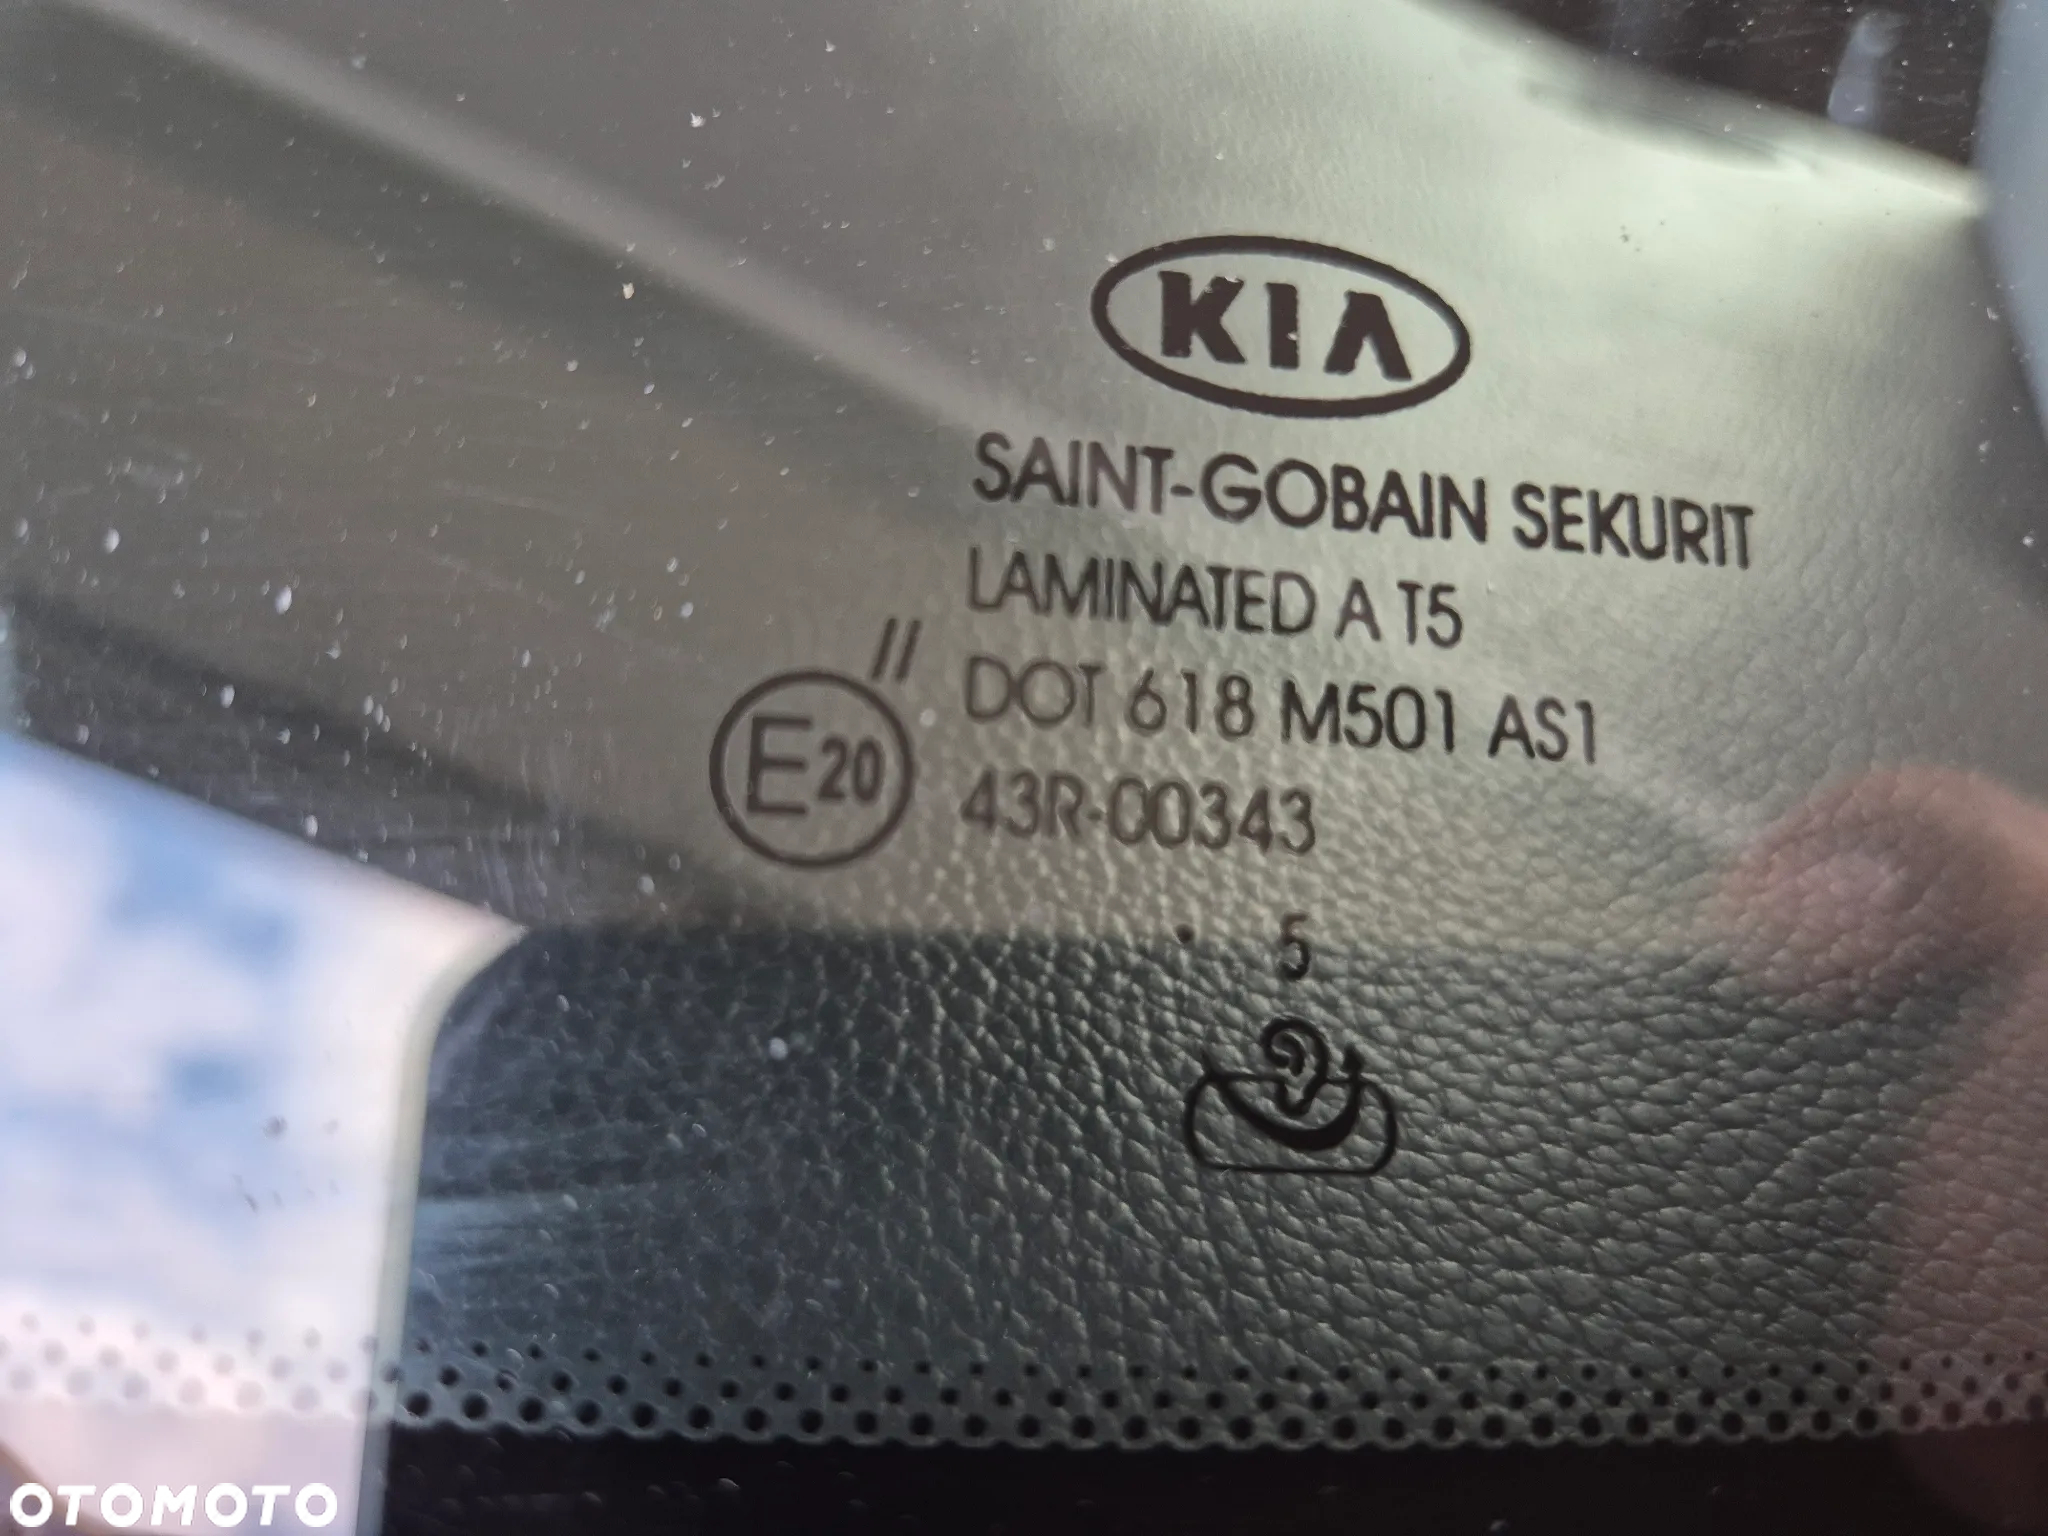 KIA
SAINT-GOBAIN SEKURIT
LAMINATED A T5
//
DOT 618 M501 AS1
E20
43R-00343
. 5
OTOMOTO